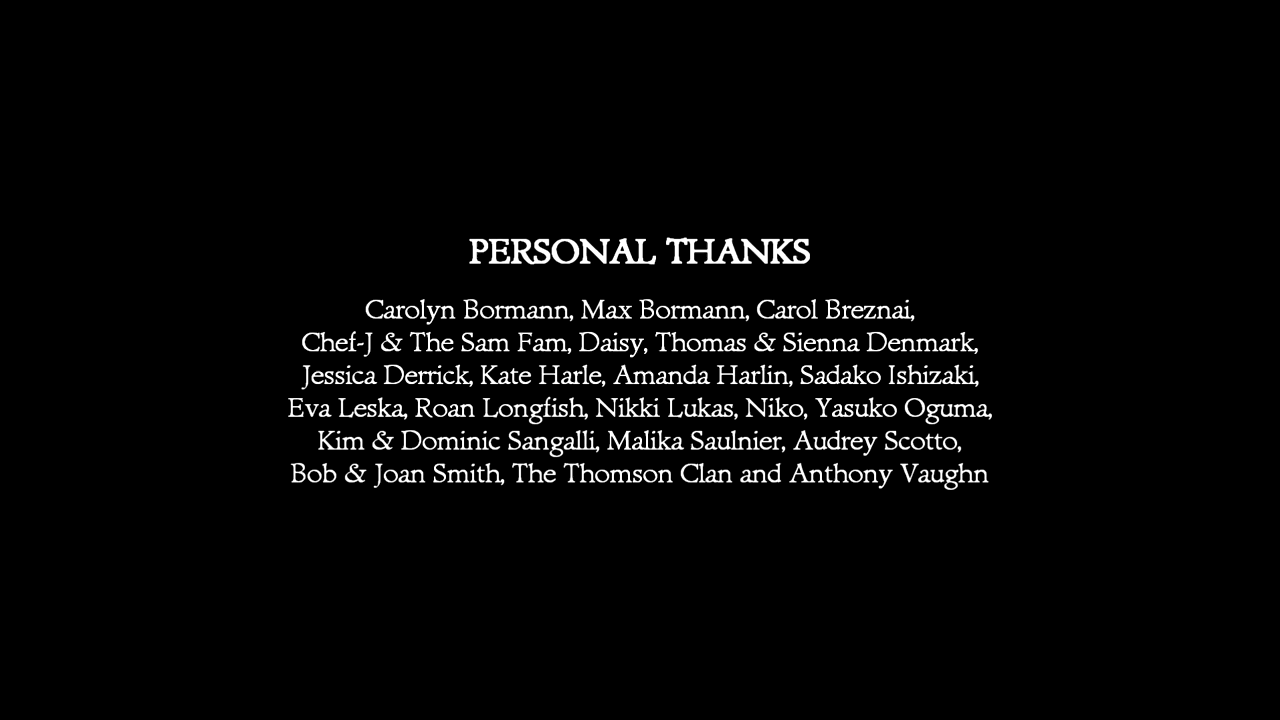 PERSONAL THANKS
Carolyn Bormann, Max Bormann, Carol Breznai,
Chef-J & The Sam Fam, Daisy, Thomas & Sienna Denmark,
Jessica Derrick, Kate Harle, Amanda Harlin, Sadako Ishizaki,
Eva Leska, Roan Longfish, Nikki Lukas, Niko, Yasuko Oguma,
Kim & Dominic Sangalli, Malika Saulnier, Audrey Scotto,
Bob & Joan Smith, The Thomson Clan and Anthony Vaughn